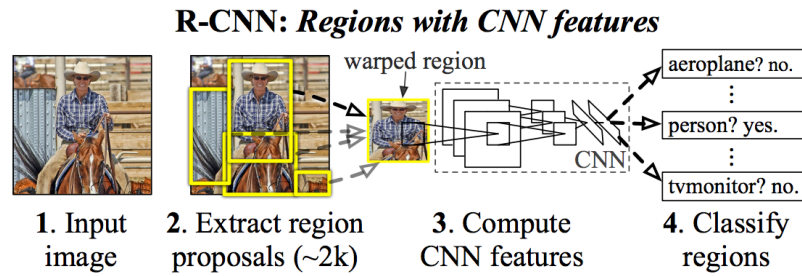 R-CNN: Regions with CNN features
warped region
aeroplane? no.
⋮
person? yes.
⋮
tvmonitor? no.
CNN
1. Input
image
2. Extract region
proposals (~2k)
3. Compute
CNN features
4. Classify
regions